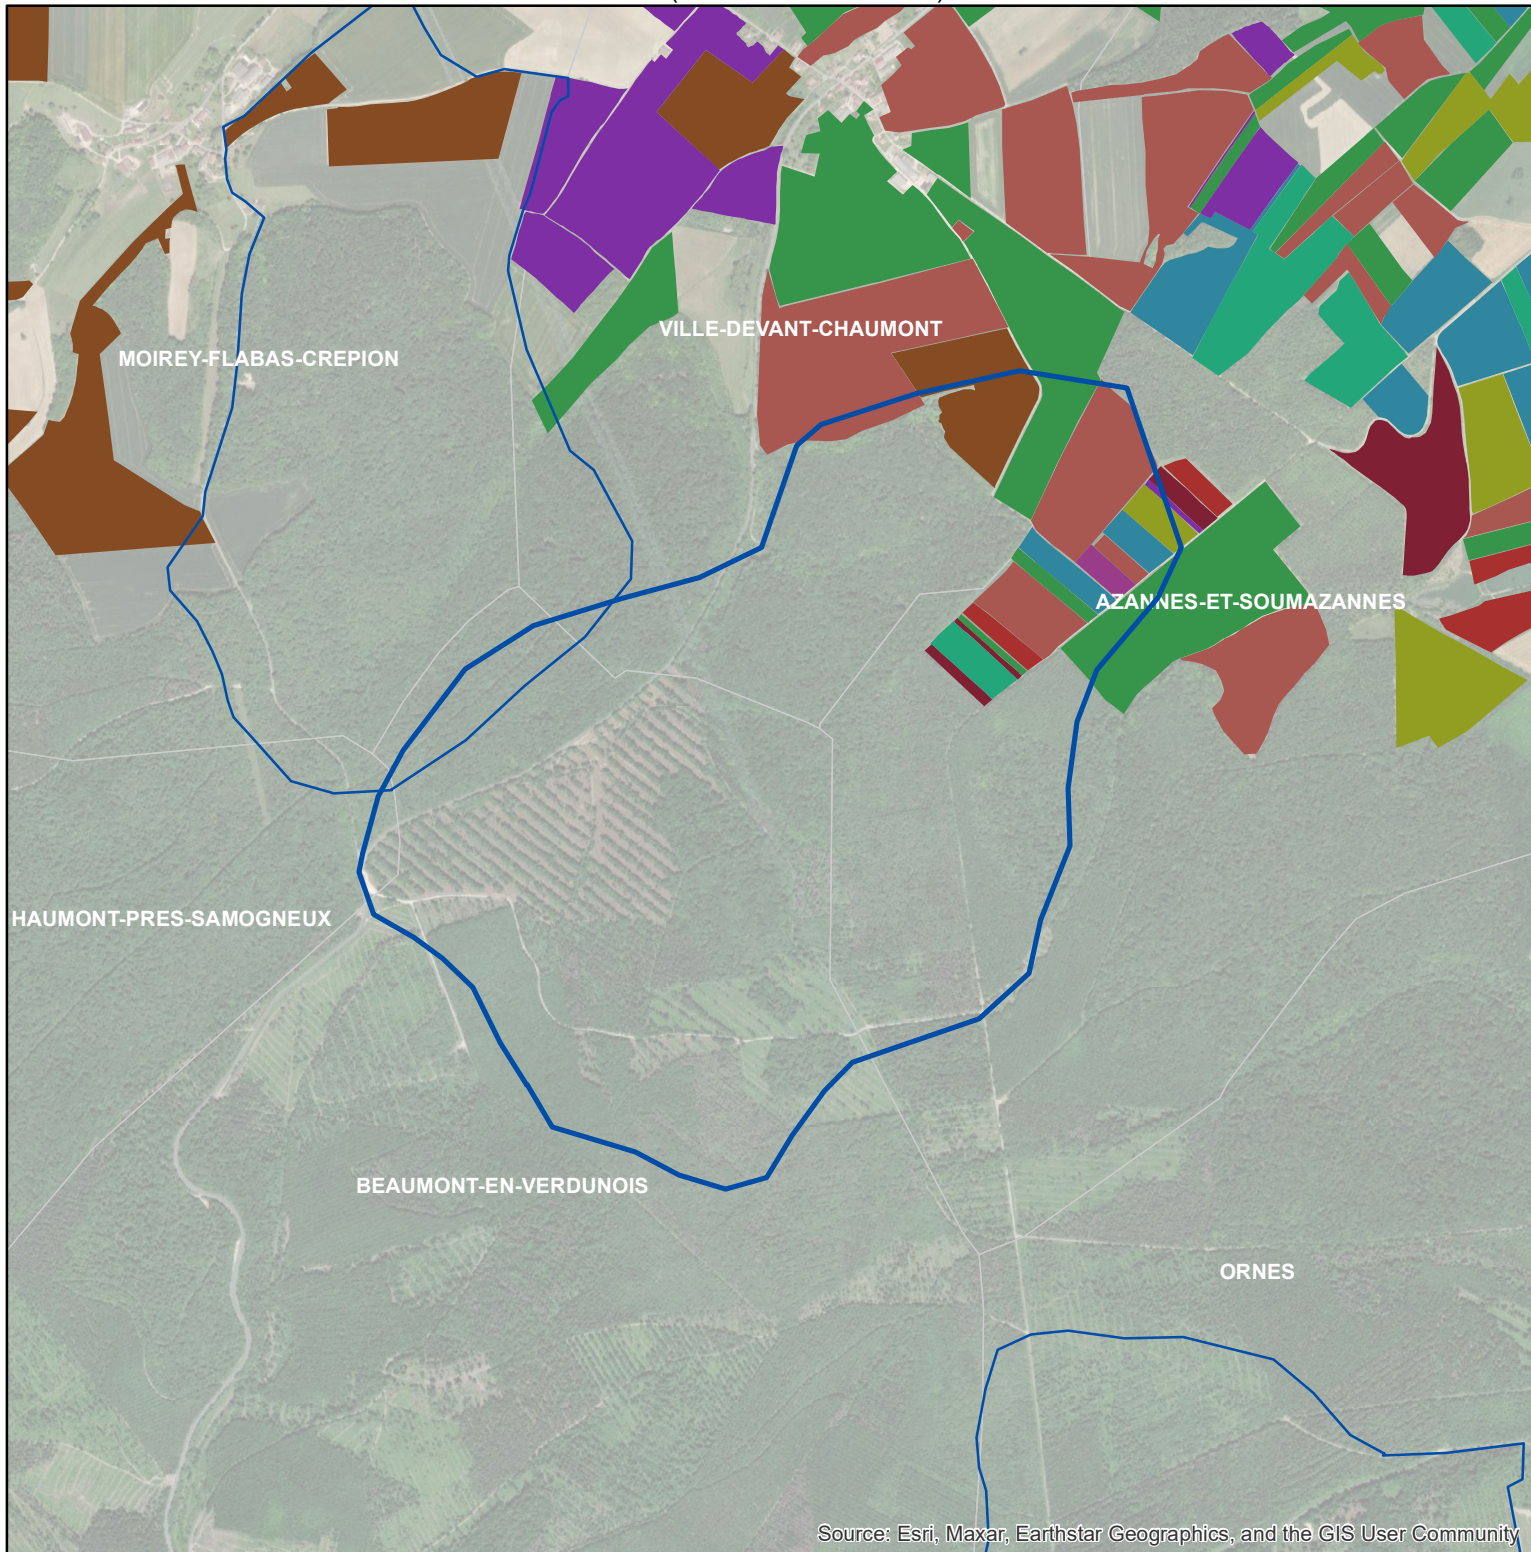 VILLE-DEVANT-CHAUMONT
MOIREY-FLABAS-CREPION
AZANNES-ET-SOUMAZANNES
HAUMONT-PRES-SAMOGNEUX
BEAUMONT-EN-VERDUNOIS
ORNES
Source: Esri, Maxar, Earthstar Geographics, and the GIS User Community